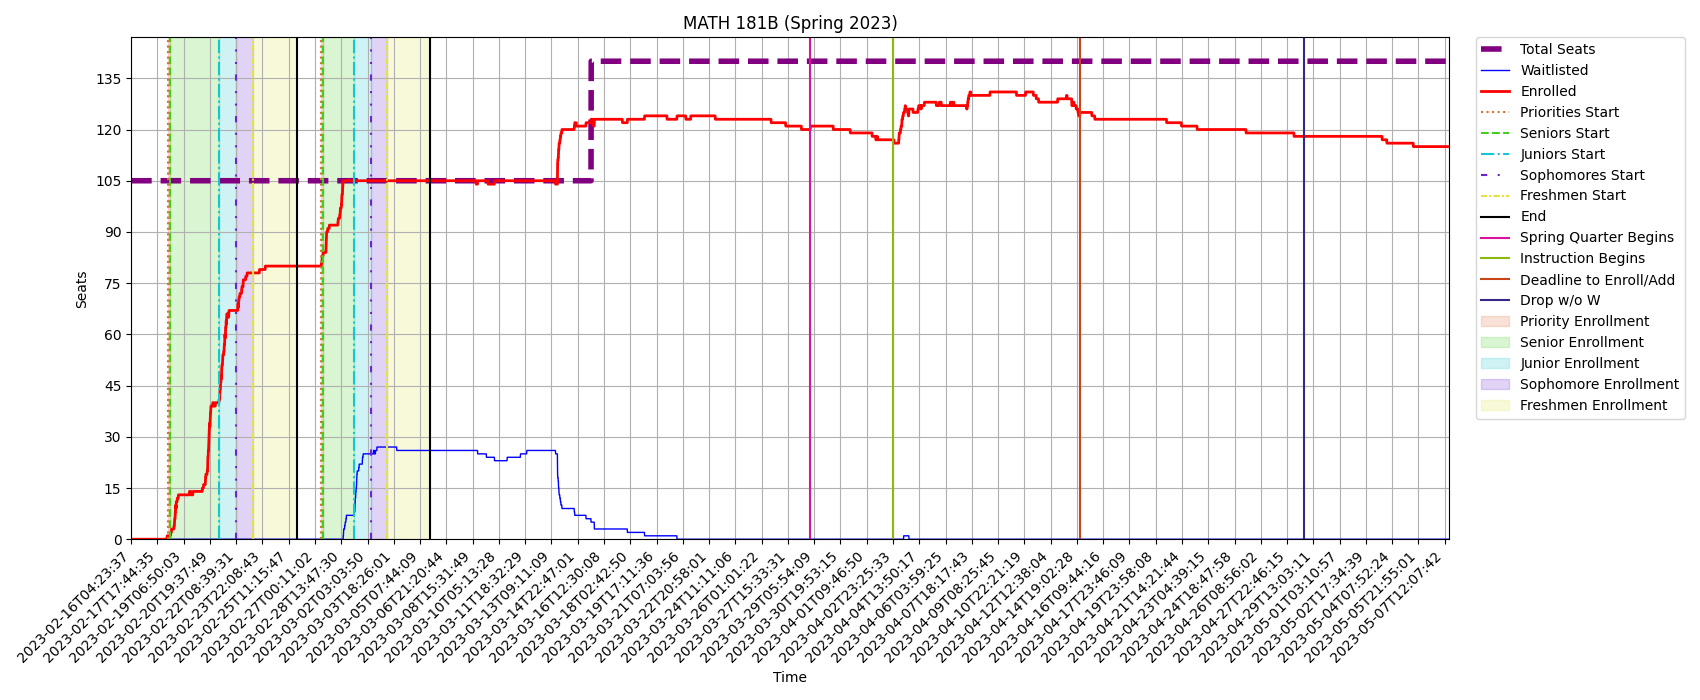 MATH 181B (Spring 2023)
Seats
135
120
105
90
75
60
45
30
15
0
2023-02-16T04:23:37
2023-02-17T17:44:35
2023-02-19T06:50:03
2023-02-20T19:37:49
2023-02-22T08:39:31
2023-02-23T22:08:43
2023-02-25T11:15:47
2023-02-27T00:11:02
2023-02-28T13:47:30
2023-03-02T03:03:50
2023-03-03T18:26:01
2023-03-05T07:44:09
2023-03-06T21:20:44
2023-03-08T15:31:49
2023-03-10T05:13:28
2023-03-11T18:32:29
2023-03-13T09:11:09
2023-03-14T22:47:01
2023-03-16T12:30:08
2023-03-18T02:42:50
2023-03-19T17:11:36
2023-03-21T07:03:56
2023-03-22T20:58:01
2023-03-24T11:11:06
2023-03-26T01:01:22
2023-03-27T15:33:31
2023-03-29T05:54:09
2023-03-30T19:53:15
2023-04-01T09:46:50
2023-04-02T23:25:33
2023-04-04T13:50:17
2023-04-06T03:59:25
2023-04-07T18:17:43
2023-04-09T08:25:45
2023-04-10T22:21:19
2023-04-12T12:38:04
2023-04-14T19:02:28
2023-04-16T09:44:16
2023-04-17T23:46:09
2023-04-19T23:58:08
2023-04-21T14:21:44
2023-04-23T04:39:15
2023-04-24T18:47:58
2023-04-26T08:56:02
2023-04-27T22:46:15
2023-04-29T13:03:11
2023-05-01T03:10:57
2023-05-02T17:34:39
2023-05-04T07:52:24
2023-05-05T21:55:01
2023-05-07T12:07:42
Time
Total Seats
Waitlisted
Enrolled
Priorities Start
Seniors Start
Juniors Start
Sophomores Start
Freshmen Start
End
Spring Quarter Begins
Instruction Begins
Deadline to Enroll/Add
Drop w/o W
Priority Enrollment
Senior Enrollment
Junior Enrollment
Sophomore Enrollment
Freshmen Enrollment